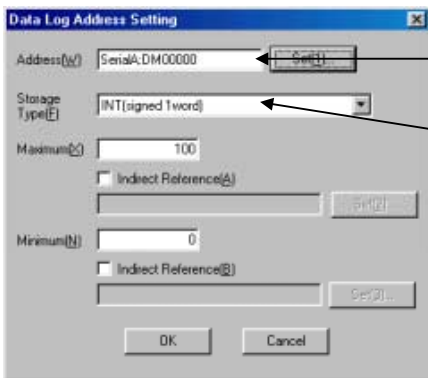 Data Log Address Setting
Address(W) SerialA:DM00000 Set(1)...
Storage
Type(F) INT(signed 1word)
Maximum(X) 100
Indirect Reference(A)
Set(2)...
Minimum(N) 0
Indirect Reference(B)
Set(3)...
OK Cancel